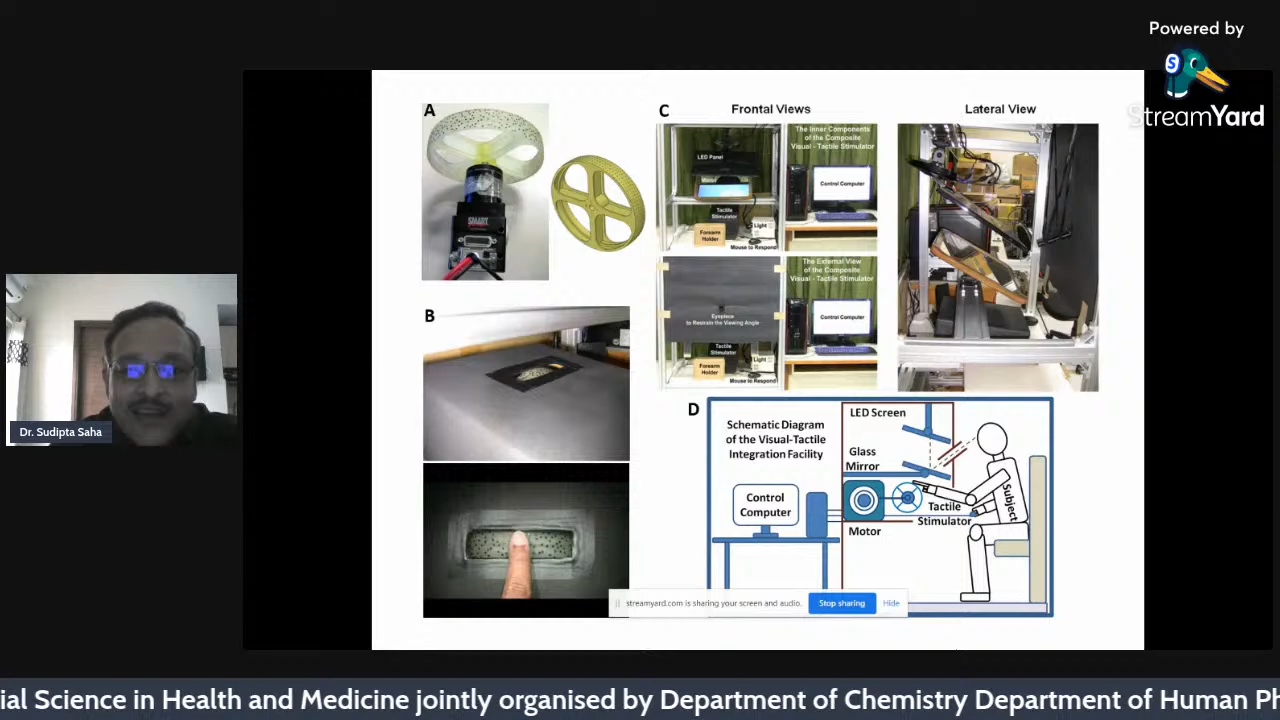 Powered by
S
StreamYard
A
SMART
B
C
Frontal Views
Lateral View
LED Panel
Tactile
Stimulator
Light
Forearm
Holder
Mouse to Respond
The Inner Components
of the Composite
Visual - Tactile Stimulator
Control Computer
Eyepiece
to Restrain the Viewing Angle
Tactile
Stimulator
Light
Forearm
Holder
Mouse to Respond
The External View
of the Composite
Visual - Tactile Stimulator
Control Computer
D
Schematic Diagram
of the Visual-Tactile
Integration Facility
LED Screen
Glass
Mirror
Control
Computer
Motor
Tactile
Stimulator
Subject
streamyard.com is sharing your screen and audio.
Stop sharing
Hide
Dr. Sudipta Saha
ial Science in Health and Medicine jointly organised by Department of Chemistry Department of Human Ph